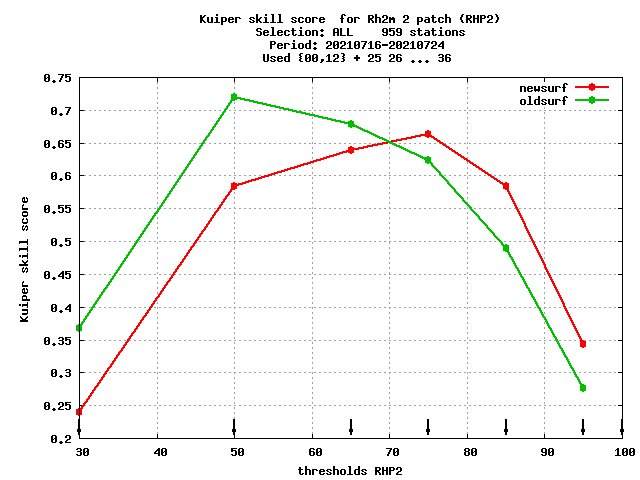 Kuiper skill score  for Rh2m 2 patch (RHP2)
Selection: ALL    959 stations
Period: 20210716-20210724
Used {00,12} + 25 26 ... 36
newsurf
oldsurf
Kuiper skill score
0.75
0.7
0.65
0.6
0.55
0.5
0.45
0.4
0.35
0.3
0.25
0.2
30 40 50 60 70 80 90 100
thresholds RHP2